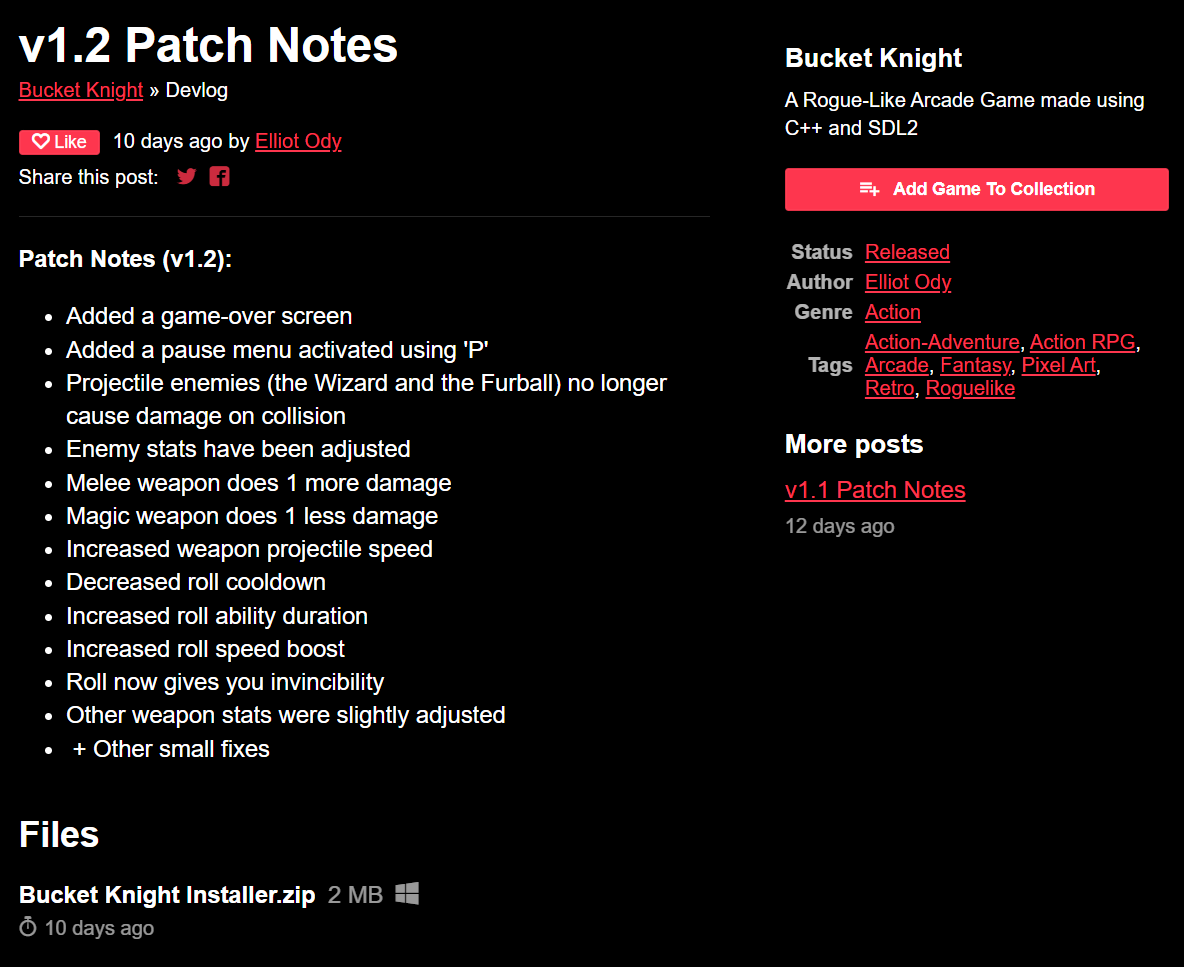 v1.2 Patch Notes
Bucket Knight » Devlog
Like 10 days ago by Elliot Ody
Share this post:
Patch Notes (v1.2):
• Added a game-over screen
• Added a pause menu activated using 'P'
• Projectile enemies (the Wizard and the Furball) no longer
cause damage on collision
• Enemy stats have been adjusted
• Melee weapon does 1 more damage
• Magic weapon does 1 less damage
• Increased weapon projectile speed
• Decreased roll cooldown
• Increased roll ability duration
• Increased roll speed boost
• Roll now gives you invincibility
• Other weapon stats were slightly adjusted
• + Other small fixes
Files
Bucket Knight Installer.zip 2 MB
10 days ago
Bucket Knight
A Rogue-Like Arcade Game made using
C++ and SDL2
Add Game To Collection
Status Released
Author Elliot Ody
Genre Action
Tags Action-Adventure, Action RPG,
Arcade, Fantasy, Pixel Art,
Retro, Roguelike
More posts
v1.1 Patch Notes
12 days ago